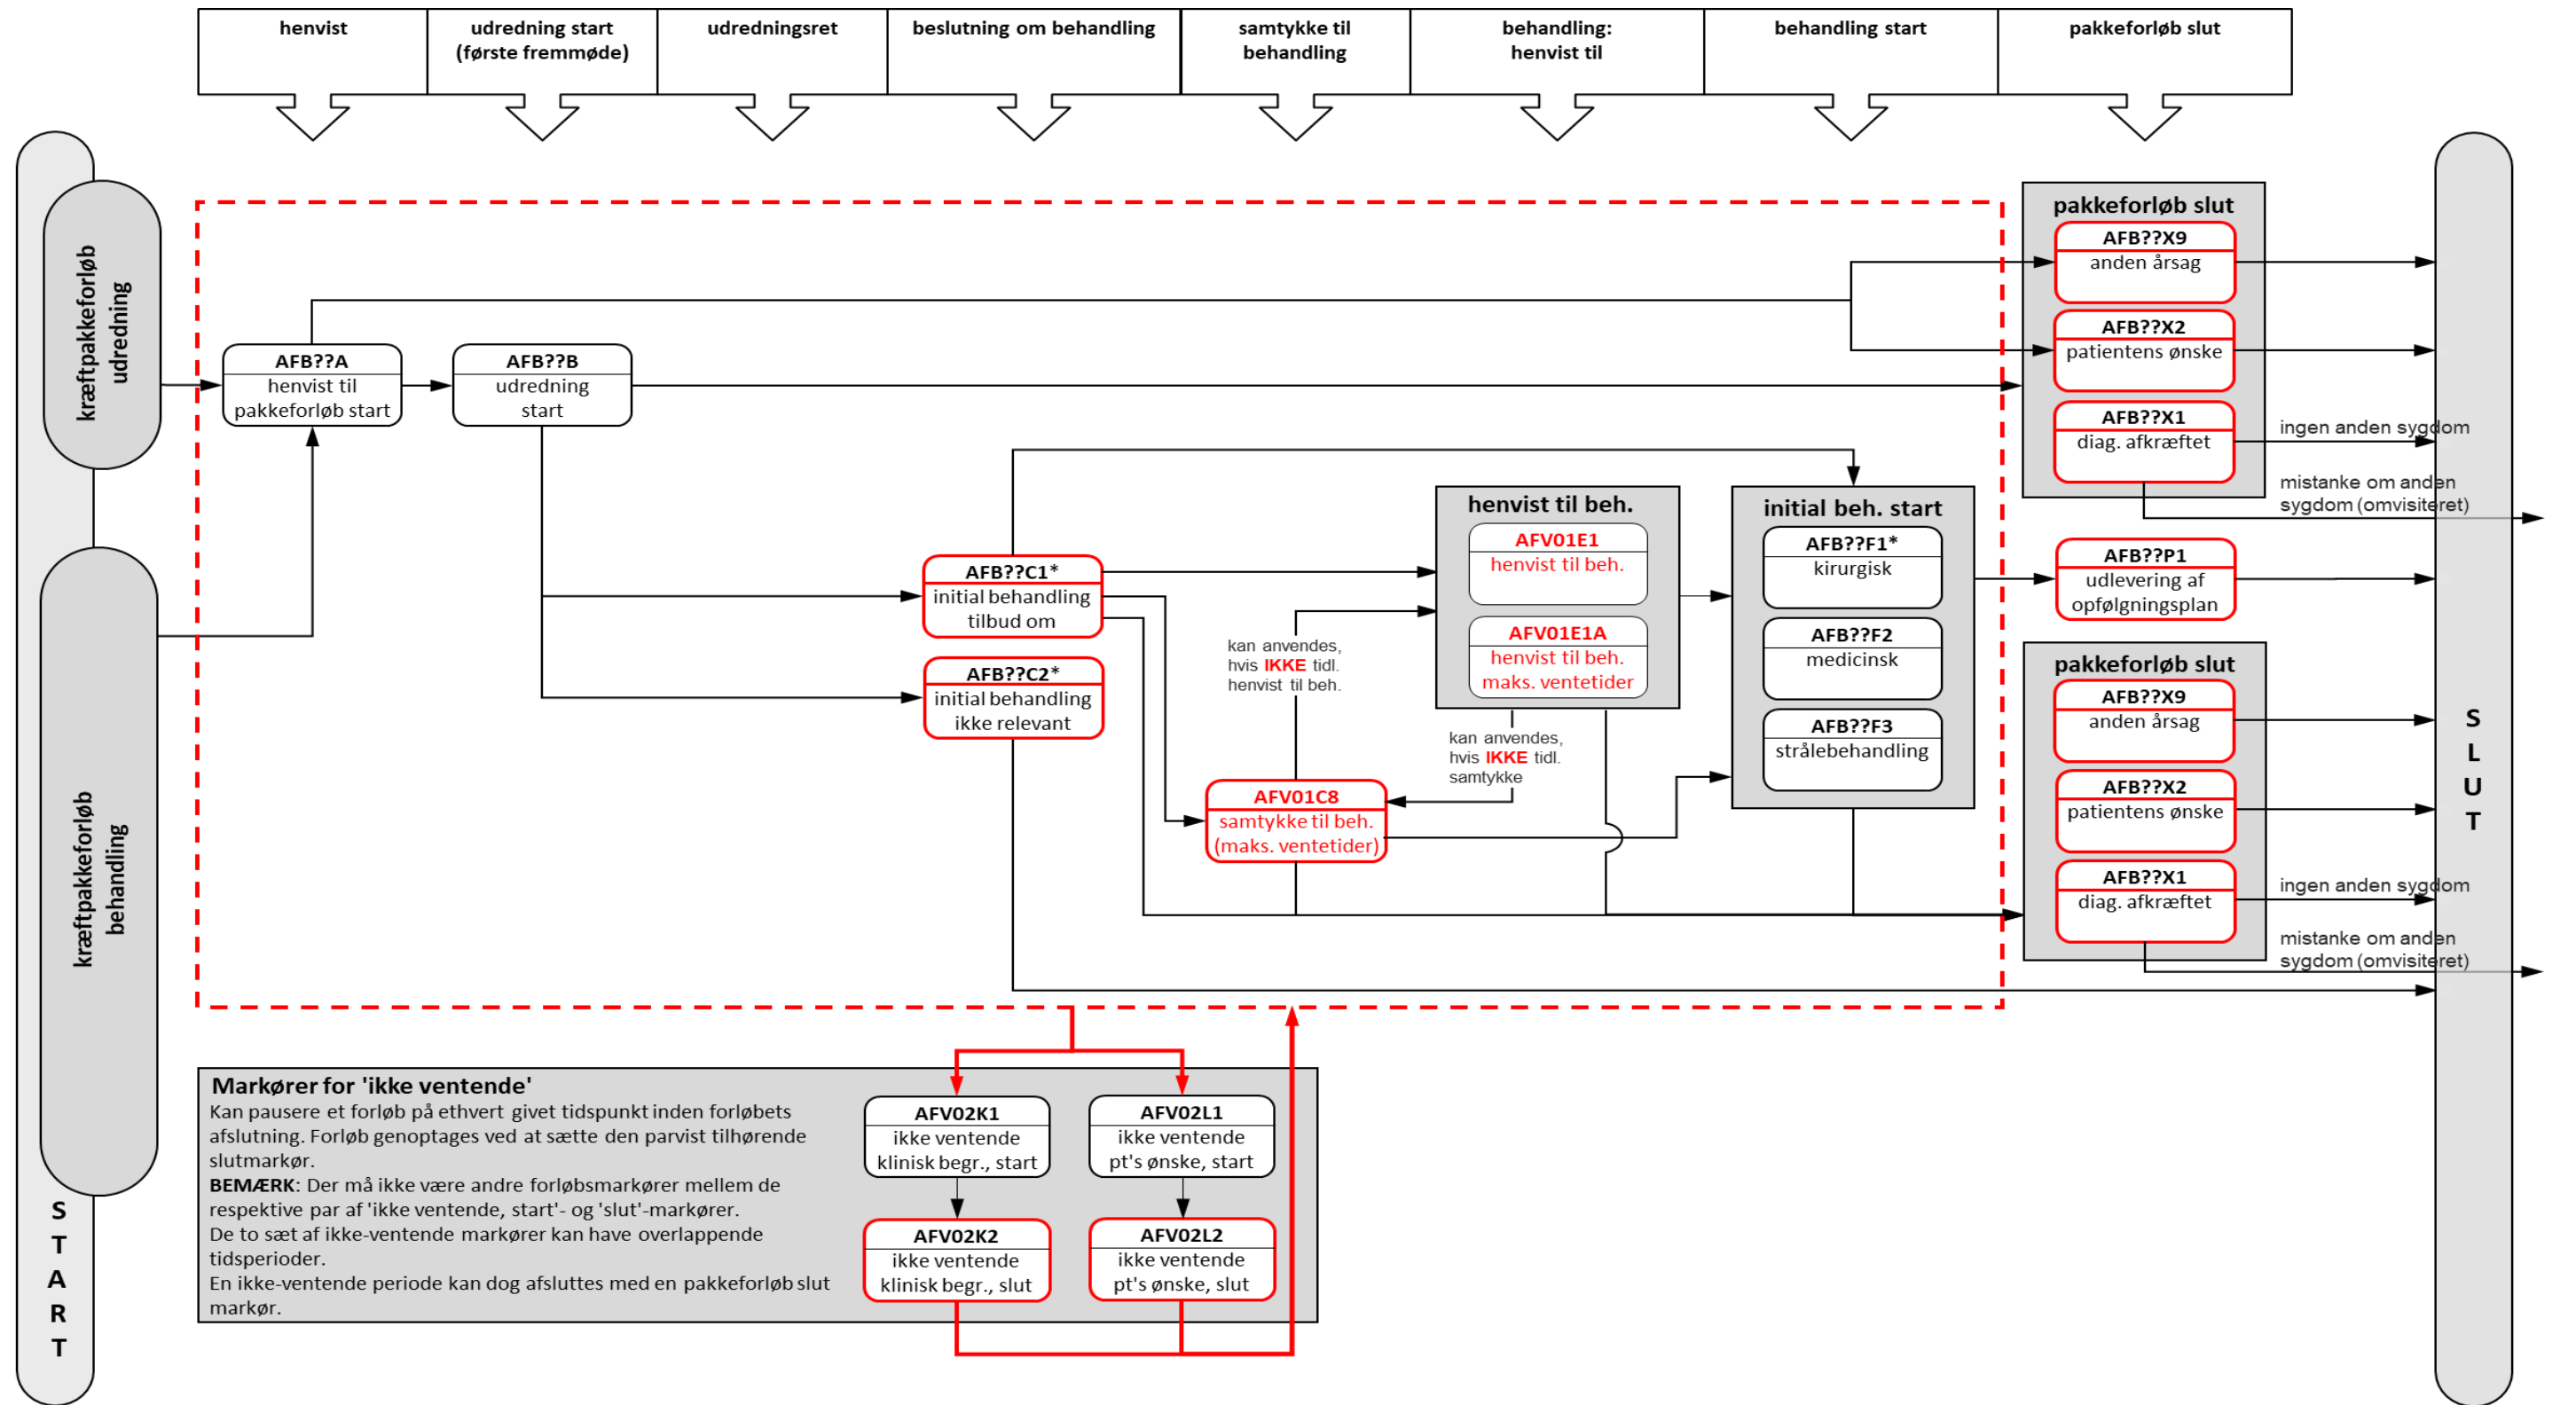 henvist
udredning start
(første fremmøde)
udredningsret
beslutning om behandling
samtykke til
behandling
behandling:
henvist til
behandling start
pakkeforløb slut
kræftpakkeforløb
udredning
kræftpakkeforløb
behandling
S
T
A
R
T
AFB??A
henvist til
pakkeforløb start
AFB??B
udredning
start
AFB??C1*
initial behandling
tilbud om
AFB??C2*
initial behandling
ikke relevant
kan anvendes,
hvis IKKE tidl.
henvist til beh.
AFV01C8
samtykke til beh.
(maks. ventetider)
henvist til beh.
AFV01E1
henvist til beh.
AFV01E1A
henvist til beh.
maks. ventetider
kan anvendes,
hvis IKKE tidl.
samtykke
initial beh. start
AFB??F1*
kirurgisk
AFB??F2
medicinsk
AFB??F3
strålebehandling
pakkeforløb slut
AFB??X9
anden årsag
AFB??X2
patientens ønske
AFB??X1
diag. afkræftet
ingen anden sygdom
mistanke om anden
sygdom (omvisiteret)
AFB??P1
udlevering af
opfølgningsplan
pakkeforløb slut
AFB??X9
anden årsag
AFB??X2
patientens ønske
AFB??X1
diag. afkræftet
ingen anden sygdom
mistanke om anden
sygdom (omvisiteret)
S
L
U
T
Markører for 'ikke ventende'
Kan pausere et forløb på ethvert givet tidspunkt inden forløbets
afslutning. Forløb genoptages ved at sætte den parvist tilhørende
slutmarkør.
BEMÆRK: Der må ikke være andre forløbsmarkører mellem de
respektive par af 'ikke ventende, start'- og 'slut'-markører.
De to sæt af ikke-ventende markører kan have overlappende
tidsperioder.
En ikke-ventende periode kan dog afsluttes med en pakkeforløb slut
markør.
AFV02K1
ikke ventende
klinisk begr., start
AFV02L1
ikke ventende
pt's ønske, start
AFV02K2
ikke ventende
klinisk begr., slut
AFV02L2
ikke ventende
pt's ønske, slut